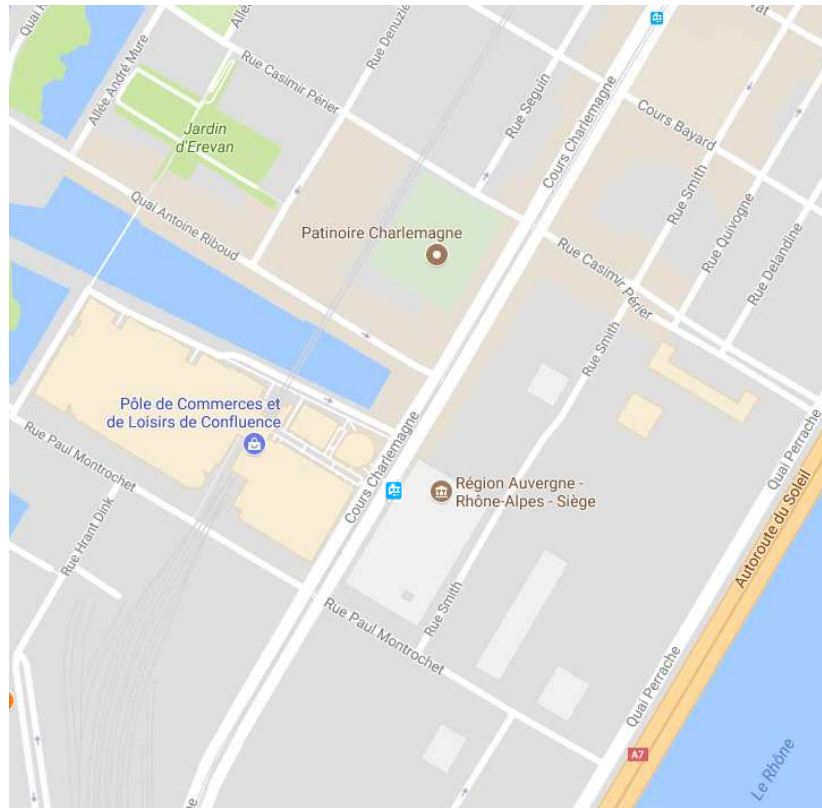 Quai
Allée André Mure
Rue Denuziè
Rue Casimir Périer
Rue Seguin
Cours Charlemagne
Cours Bayard
Rue Smith
Rue Quivogne
Rue Delandine
Jardin
d'Erevan
Quai Antoine Riboud
Patinoire Charlemagne
Rue Casimir Périer
Rue Smith
Pôle de Commerces et
de Loisirs de Confluence
Rue Paul Montrochet
Cours Charlemagne
Quai Perrache
Région Auvergne -
Rhône-Alpes - Siège
Autoroute du Soleil
Rue Hrant Dink
Rue Smith
Rue Paul Montrochet
Quai Perrache
A7
Le Rhône